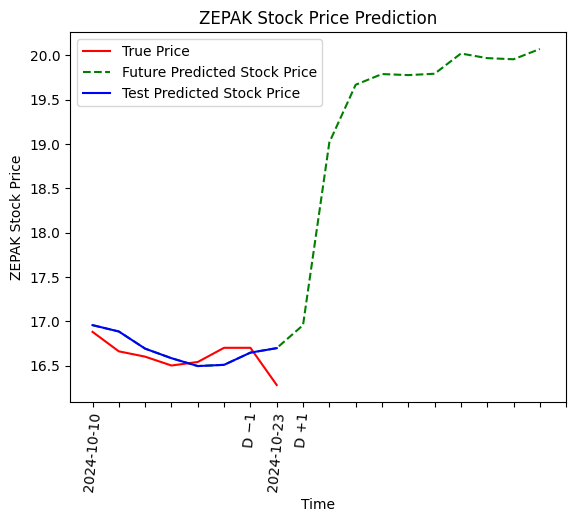 ZEPAK Stock Price Prediction
True Price
Future Predicted Stock Price
Test Predicted Stock Price
ZEPAK Stock Price
20.0
19.5
19.0
18.5
18.0
17.5
17.0
16.5
2024-10-10
D −1
2024-10-23
D +1
Time